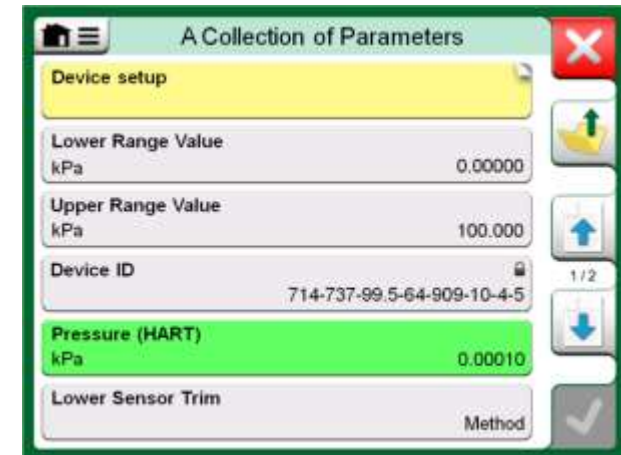 A Collection of Parameters
Device setup
Lower Range Value
kPa 0.00000
Upper Range Value
kPa 100.000
Device ID
714-737-99.5-64-909-10-4-5
1/2
Pressure (HART)
kPa 0.00010
Lower Sensor Trim
Method